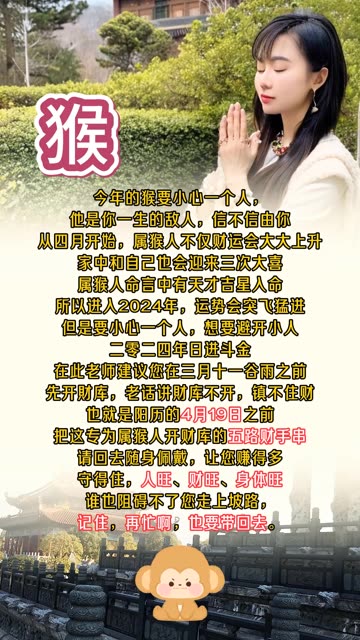 猴
今年的猴要小心一个人，
他是你一生的敌人，信不信由你
从四月开始，属猴人不仅财运会大大上升
家中和自己也会迎来三次大喜
属猴人命言中有天才吉星人命
所以进入2024年，运势会突飞猛进
但是要小心一个人，想要避开小人
二零二四年日进斗金
在此老师建议您在三月十一谷雨之前
先开财库，老话讲财库不开，镇不住财
也就是阳历的4月19日之前
把这专为属猴人开财库的五路财手串
请回去随身佩戴，让您赚得多
守得住，人旺、财旺、身体旺
谁也阻碍不了您走上坡路，
记住，再忙啊，也要带回去。